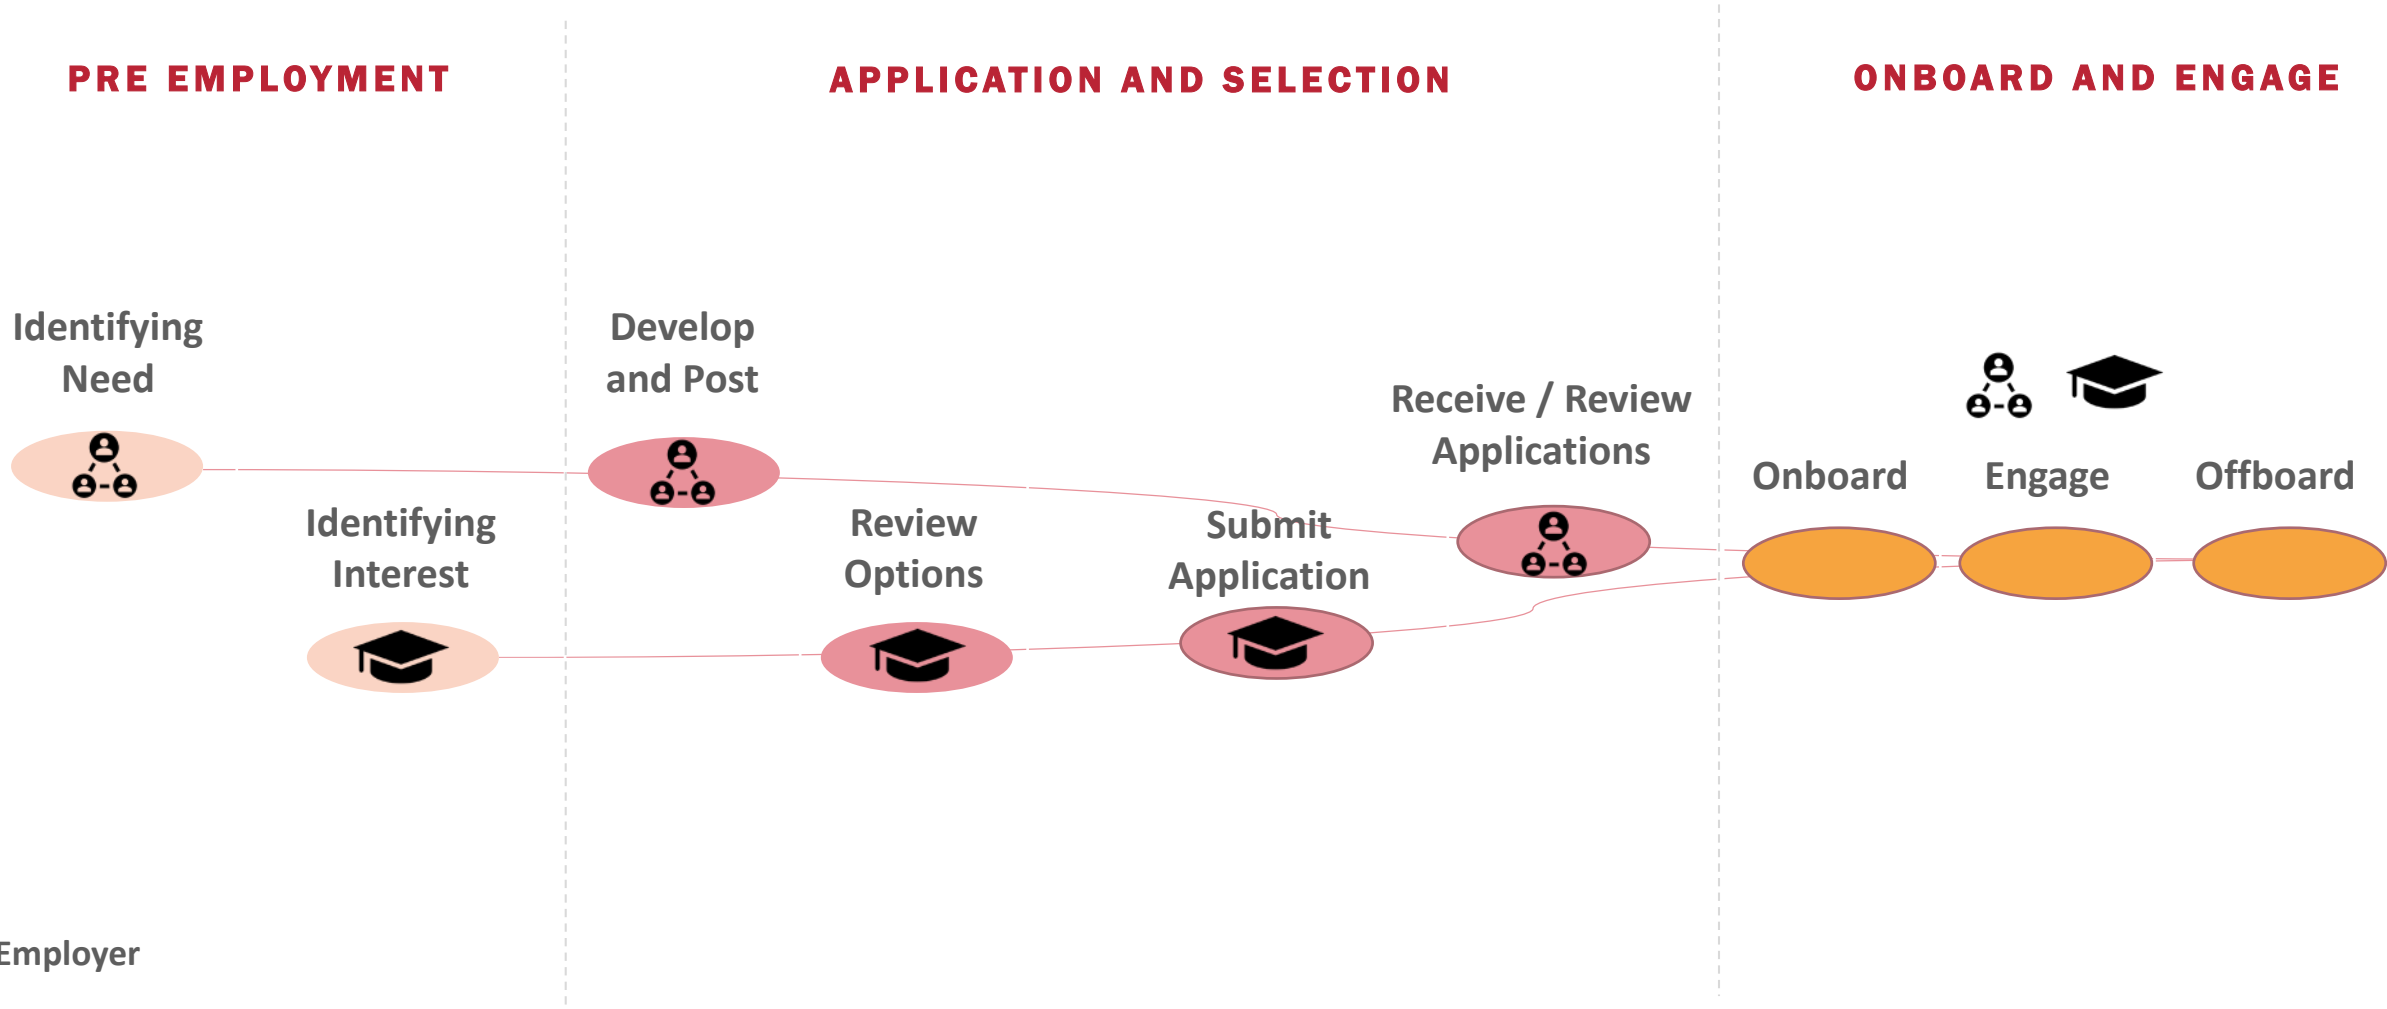 PRE EMPLOYMENT
APPLICATION AND SELECTION
ONBOARD AND ENGAGE
Identifying
Need
Develop
and Post
Receive / Review
Applications
Onboard
Engage
Offboard
Identifying
Interest
Review
Options
Submit
Application
Employer